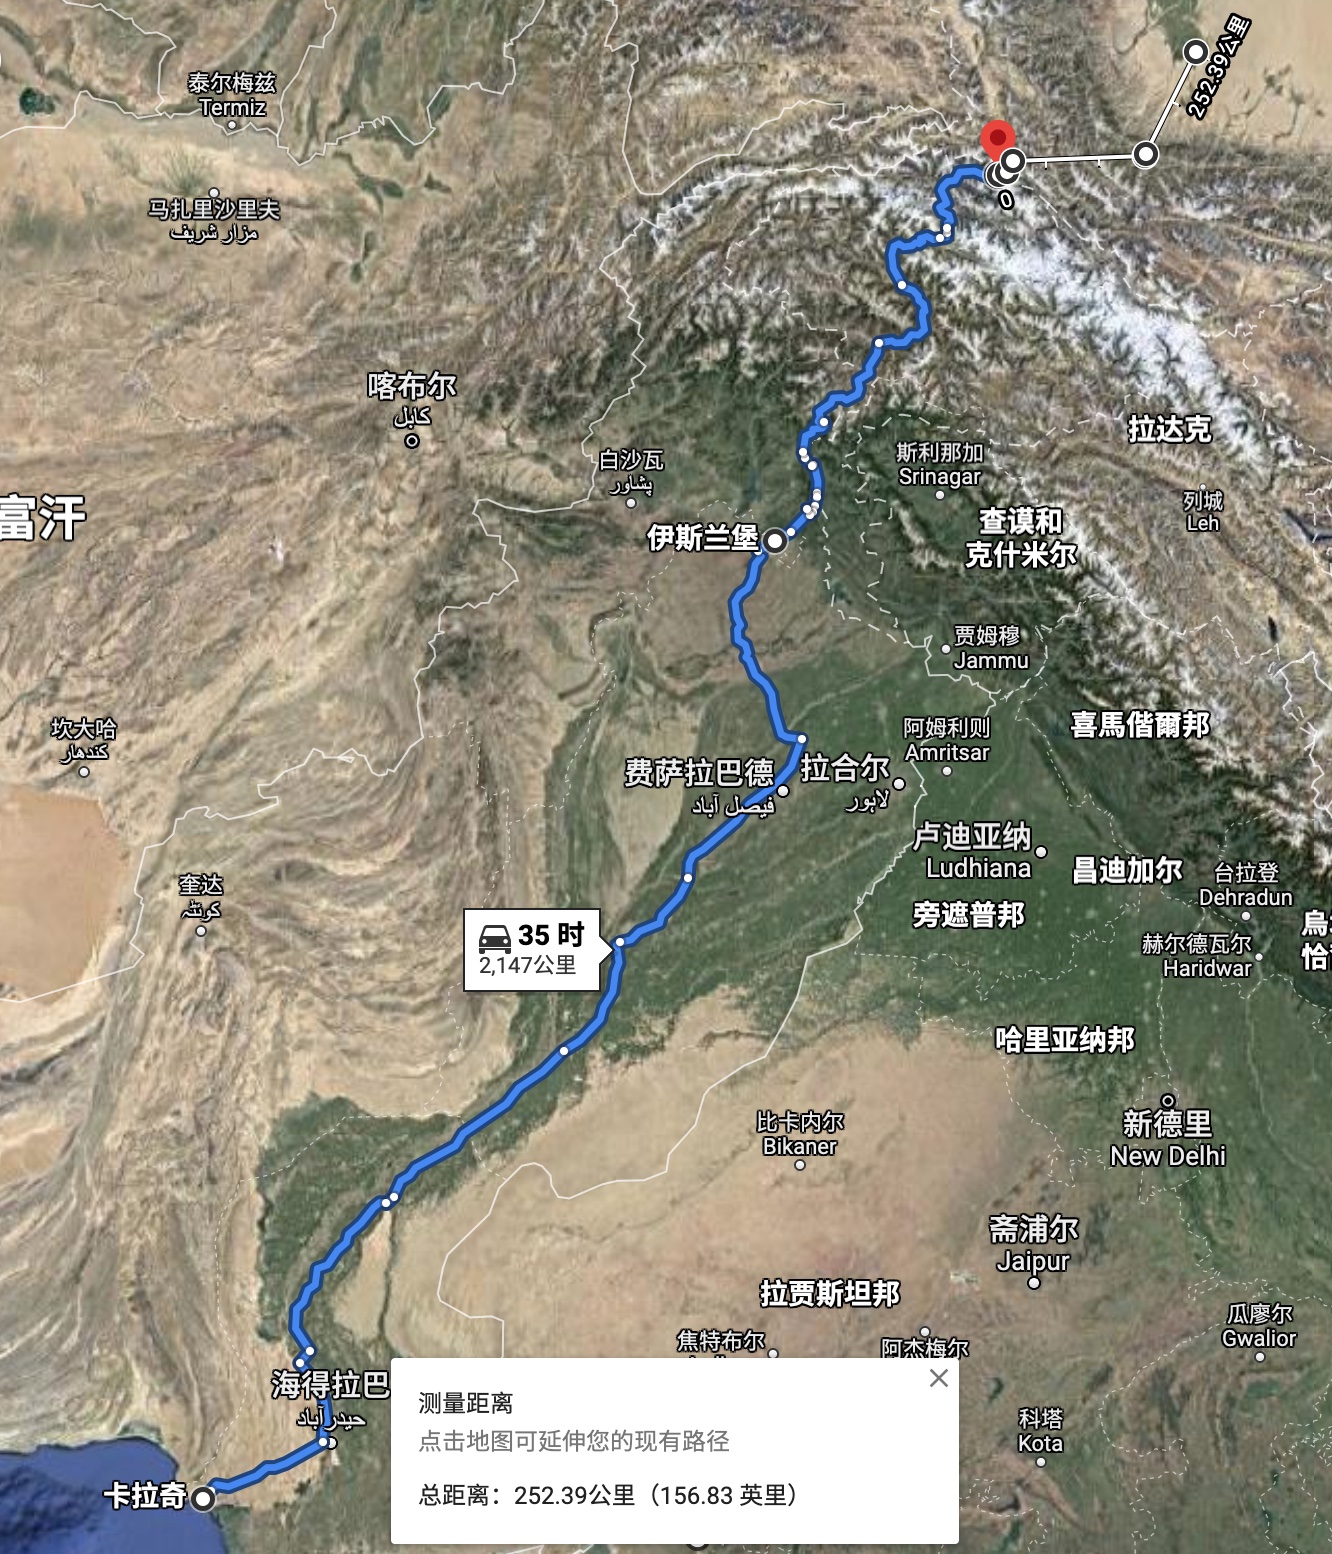 252.39公里
泰尔梅兹
Termiz
马扎里沙里夫
مزار شریف
0
喀布尔
كابل
白沙瓦
پشاور
斯利那加
Srinagar
拉达克
列城
Leh
富汗
伊斯兰堡
查谟和
克什米尔
贾姆穆
Jammu
坎大哈
كندهار
阿姆利则
Amritsar
喜馬偕爾邦
费萨拉巴德
فیصل آباد
拉合尔
لاہور
卢迪亚纳
Ludhiana
昌迪加尔
台拉登
Dehradun
奎达
کوئٹہ
旁遮普邦
烏
恰
赫尔德瓦尔
Haridwar
35 时
2,147公里
哈里亚纳邦
比卡内尔
Bikaner
新德里
New Delhi
斋浦尔
Jaipur
拉贾斯坦邦
焦特布尔
阿杰梅尔
瓜廖尔
Gwalior
海得拉巴
حیدرآباد
科塔
Kota
卡拉奇
测量距离
点击地图可延伸您的现有路径
总距离：252.39公里（156.83 英里）